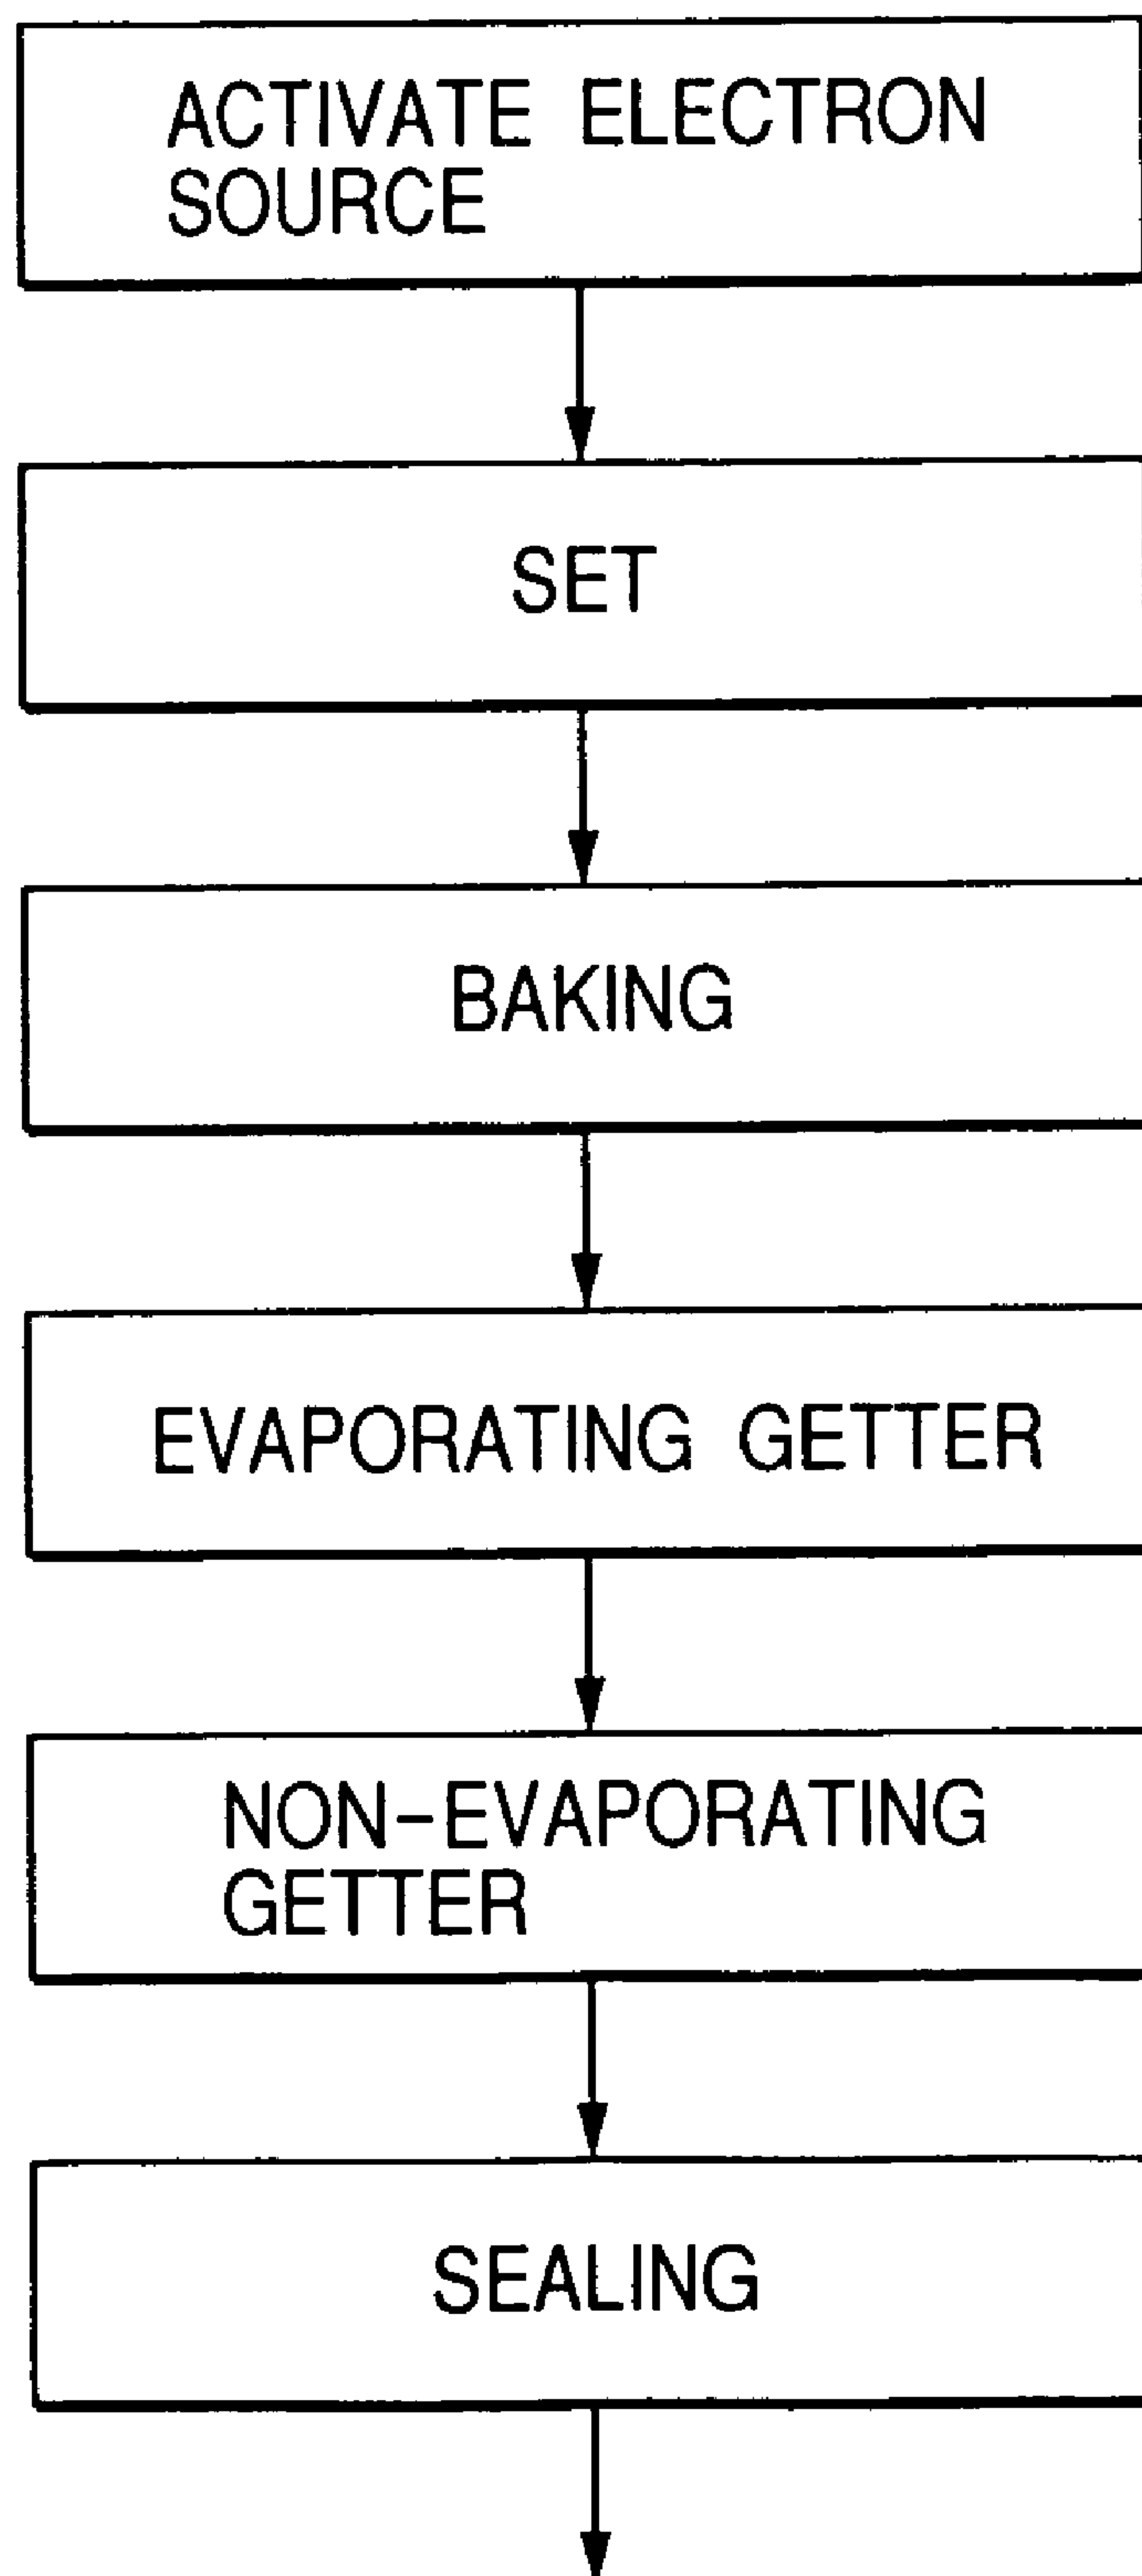 ACTIVATE ELECTRON
SOURCE
SET
BAKING
EVAPORATING GETTER
NON-EVAPORATING
GETTER
SEALING